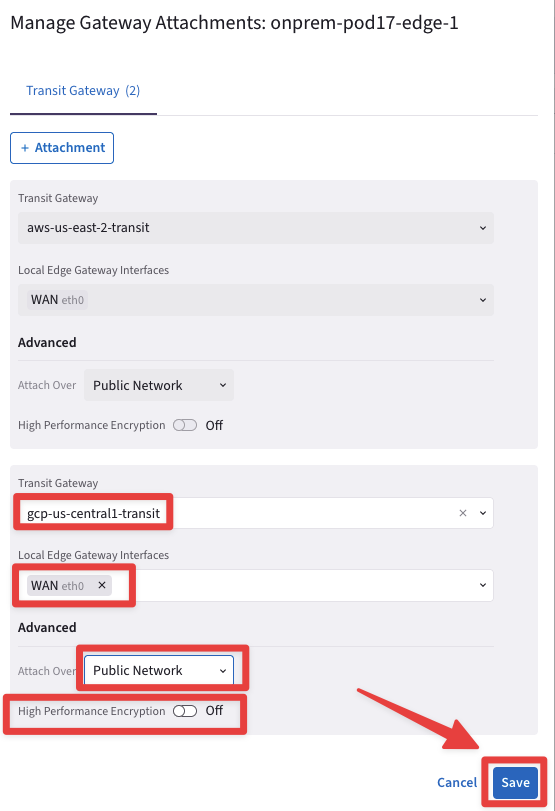 Manage Gateway Attachments: onprem-pod17-edge-1
Transit Gateway (2)
+ Attachment
Transit Gateway
aws-us-east-2-transit
Local Edge Gateway Interfaces
WAN eth0
Advanced
Attach Over Public Network
High Performance Encryption Off
Transit Gateway
gcp-us-central1-transit
Local Edge Gateway Interfaces
WAN eth0
Advanced
Attach Over Public Network
High Performance Encryption Off
Cancel Save